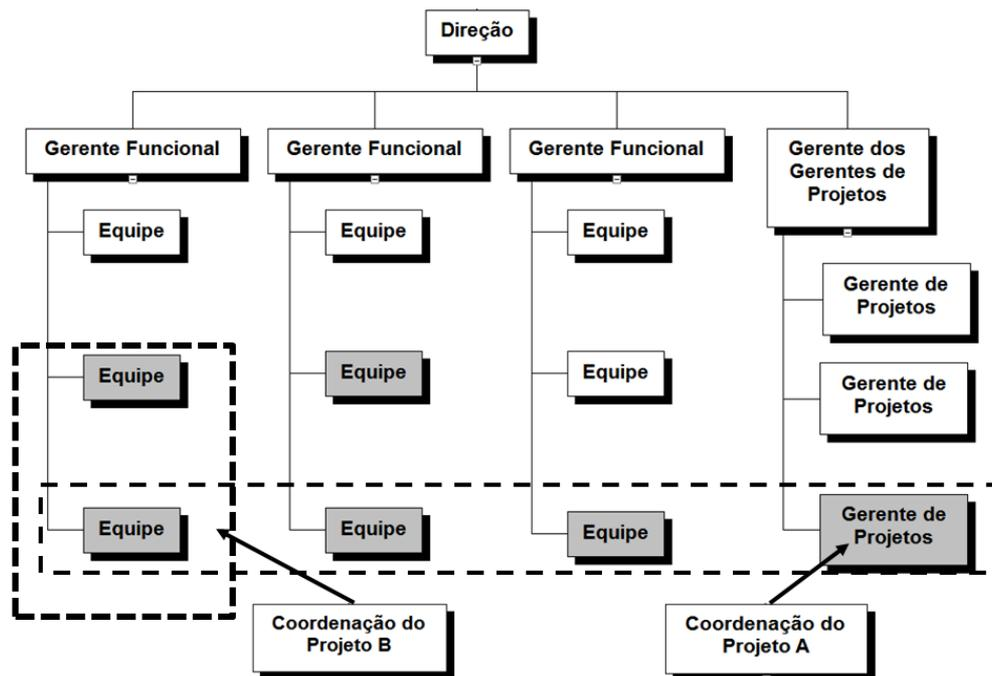 Direção
Gerente Funcional
Gerente Funcional
Gerente Funcional
Gerente dos
Gerentes de
Projetos
Equipe
Equipe
Equipe
Gerente de
Projetos
Equipe
Equipe
Equipe
Gerente de
Projetos
Equipe
Equipe
Equipe
Gerente de
Projetos
Coordenação do
Projeto B
Coordenação do
Projeto A